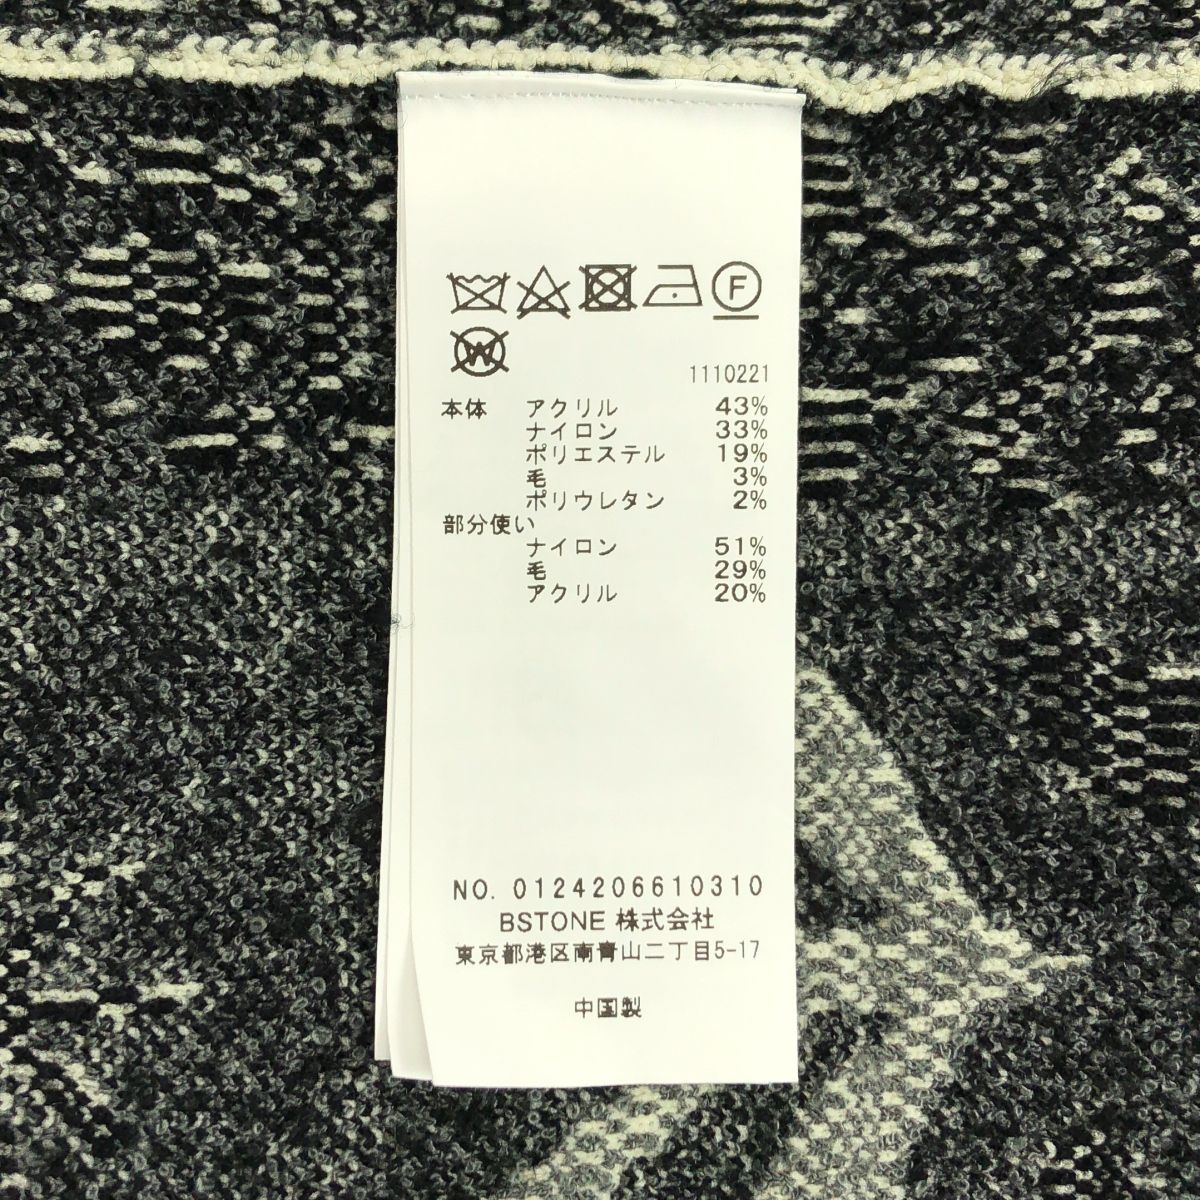 F
W
1110221
本体 アクリル 43%
ナイロン 33%
ポリエステル 19%
毛 3%
ポリウレタン 2%
部分使い
ナイロン 51%
毛 29%
アクリル 20%
NO. 0124206610310
BSTONE 株式会社
東京都港区南青山二丁目5-17
中国製